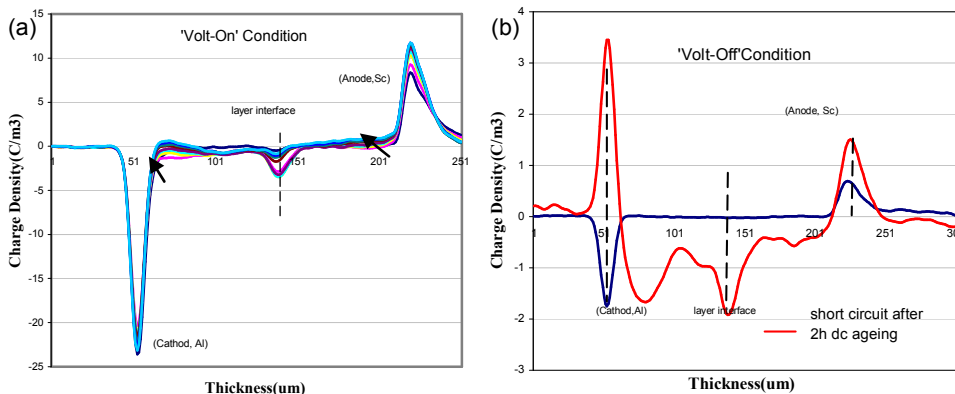 (a)
'Volt-On' Condition
(Anode,Sc)
layer interface
(Cathod, Al)
15
10
5
0
-5
-10
-15
-20
-25
1
51
101
151
201
251
Charge Density(C/m3)
Thickness(um)
(b)
'Volt-Off'Condition
(Anode, Sc)
(Cathod,Al)
layer interface
short circuit after
2h dc ageing
4
3
2
1
0
-1
-2
-3
1
51
101
151
201
251
Charge Density(C/m3)
Thickness(um)